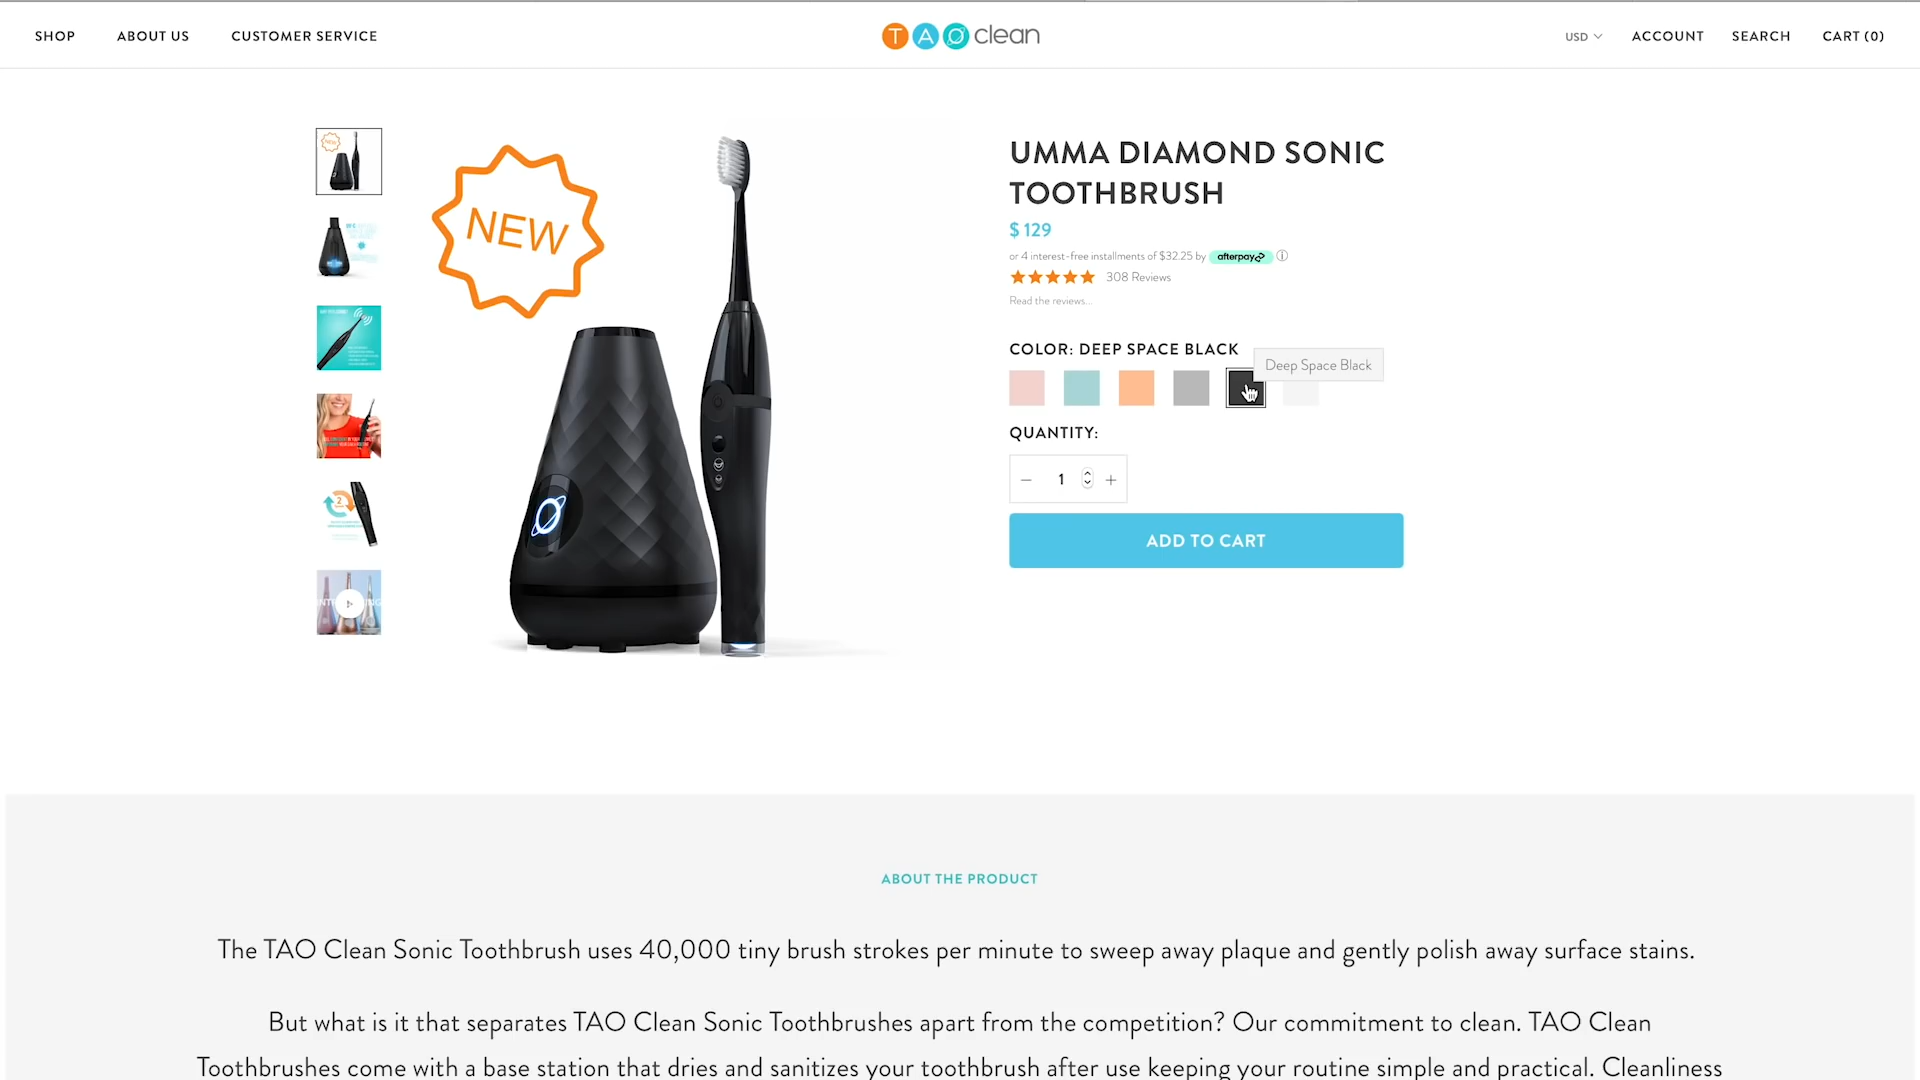 SHOP
ABOUT US
CUSTOMER SERVICE
TAO clean
USD
ACCOUNT
SEARCH
CART (0)
NEW
UMMA DIAMOND SONIC
TOOTHBRUSH
$ 129
or 4 interest-free installments of $32.25 by afterpay
308 Reviews
Read the reviews...
COLOR: DEEP SPACE BLACK
Deep Space Black
QUANTITY:
1
ADD TO CART
ABOUT THE PRODUCT
The TAO Clean Sonic Toothbrush uses 40,000 tiny brush strokes per minute to sweep away plaque and gently polish away surface stains.
But what is it that separates TAO Clean Sonic Toothbrushes apart from the competition? Our commitment to clean. TAO Clean
Toothbrushes come with a base station that dries and sanitizes your toothbrush after use keeping your routine simple and practical. Cleanliness